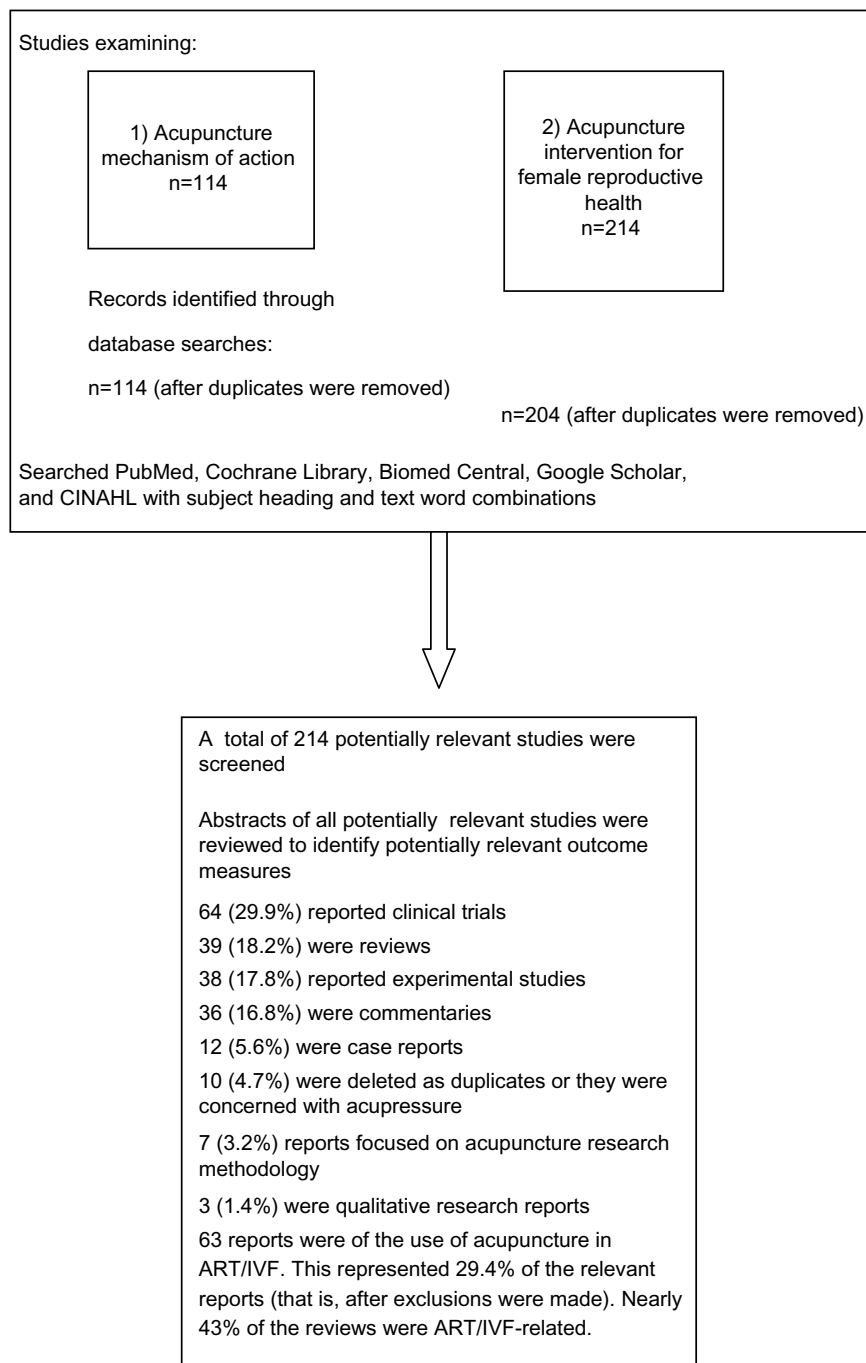 Studies examining:
1) Acupuncture
mechanism of action
n=114
2) Acupuncture
intervention for
female reproductive
health
n=214
Records identified through
database searches:
n=114 (after duplicates were removed)
n=204 (after duplicates were removed)
Searched PubMed, Cochrane Library, Biomed Central, Google Scholar,
and CINAHL with subject heading and text word combinations
A total of 214 potentially relevant studies were
screened
Abstracts of all potentially relevant studies were
reviewed to identify potentially relevant outcome
measures
64 (29.9%) reported clinical trials
39 (18.2%) were reviews
38 (17.8%) reported experimental studies
36 (16.8%) were commentaries
12 (5.6%) were case reports
10 (4.7%) were deleted as duplicates or they were
concerned with acupressure
7 (3.2%) reports focused on acupuncture research
methodology
3 (1.4%) were qualitative research reports
63 reports were of the use of acupuncture in
ART/IVF. This represented 29.4% of the relevant
reports (that is, after exclusions were made). Nearly
43% of the reviews were ART/IVF-related.